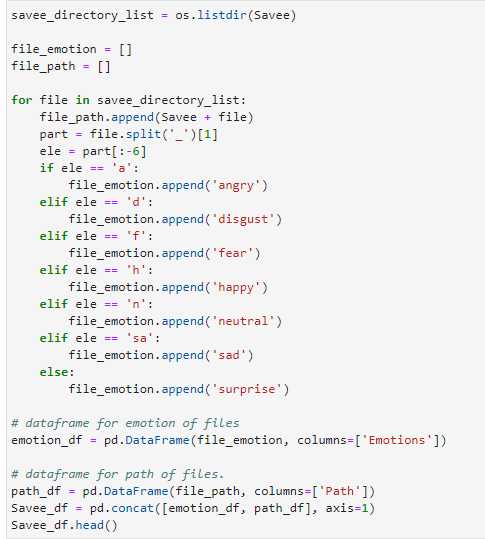 savee_directory_list = os.listdir(Savee)

file_emotion = []
file_path = []

for file in savee_directory_list:
    file_path.append(Savee + file)
    part = file.split('_')[1]
    ele = part[:-6]
    if ele == 'a':
        file_emotion.append('angry')
    elif ele == 'd':
        file_emotion.append('disgust')
    elif ele == 'f':
        file_emotion.append('fear')
    elif ele == 'h':
        file_emotion.append('happy')
    elif ele == 'n':
        file_emotion.append('neutral')
    elif ele == 'sa':
        file_emotion.append('sad')
    else:
        file_emotion.append('surprise')

# dataframe for emotion of files
emotion_df = pd.DataFrame(file_emotion, columns=['Emotions'])

# dataframe for path of files.
path_df = pd.DataFrame(file_path, columns=['Path'])
Savee_df = pd.concat([emotion_df, path_df], axis=1)
Savee_df.head()